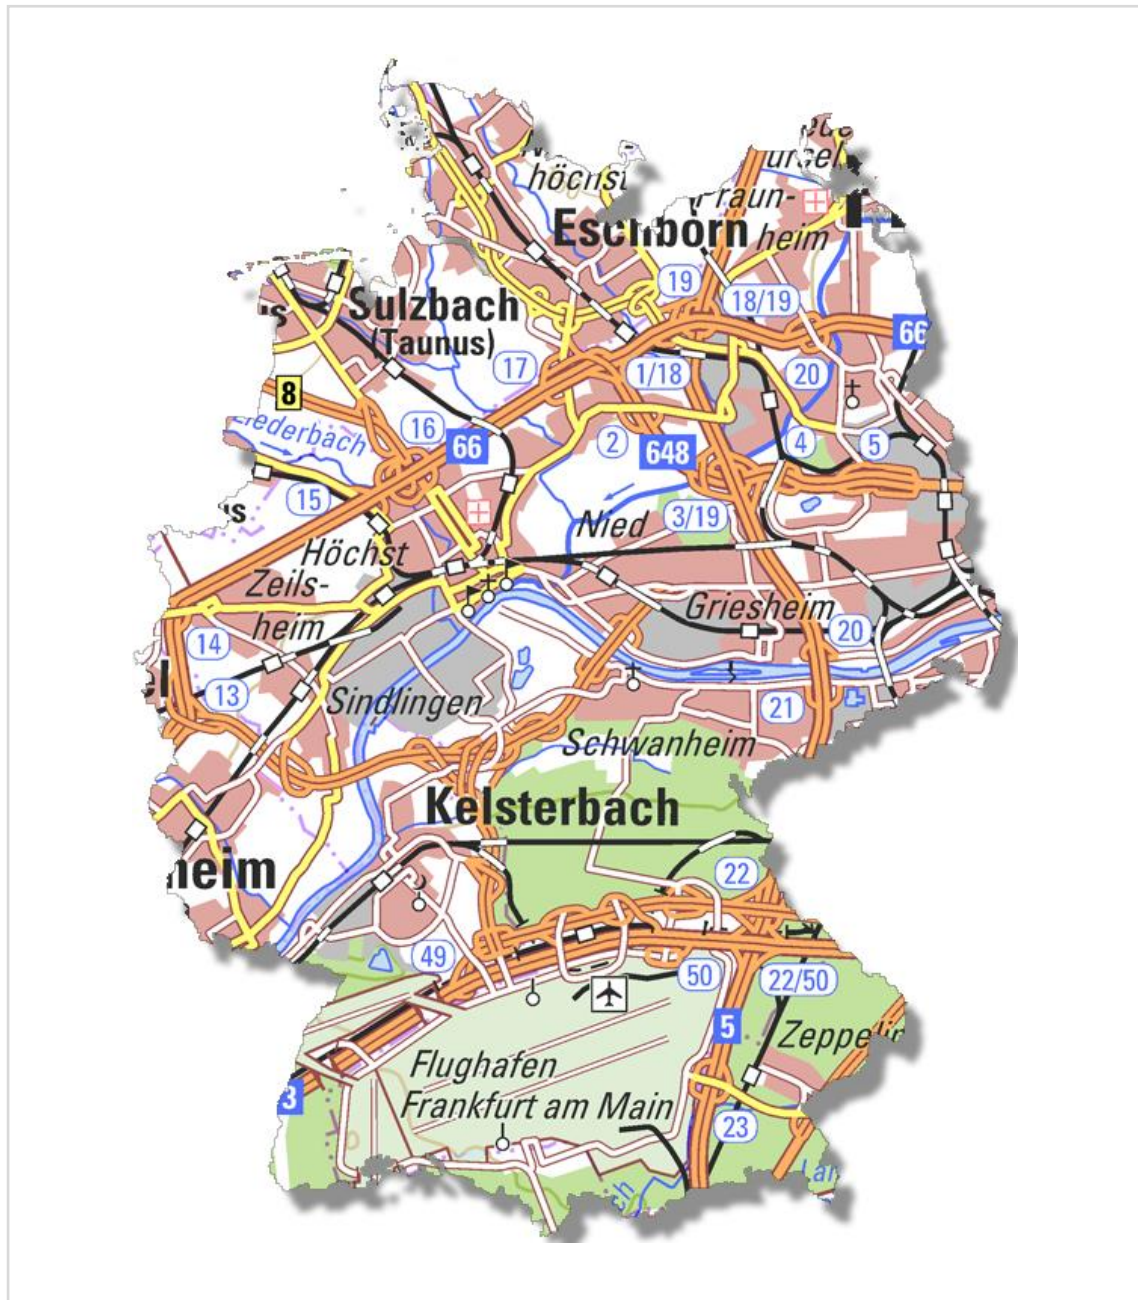 höchst
Eschborn
heim
19
18/19
66
Sulzbach
(Taunus)
17
1/18
20
8
16
66
2
648
4
5
15
3/19
Nied
Höchst
Zeils-
heim
Griesheim
20
14
13
Sindlingen
21
Schwanheim
Kelsterbach
heim
22
49
50
22/50
5
Flughafen
Frankfurt am Main
3
23